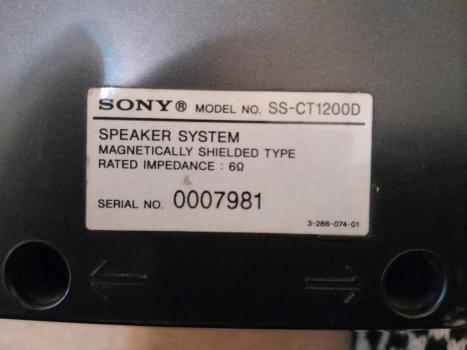 SONY® MODEL NO. SS-CT1200D
SPEAKER SYSTEM
MAGNETICALLY SHIELDED TYPE
RATED IMPEDANCE : 6Ω
SERIAL NO. 0007981
3-286-074-01